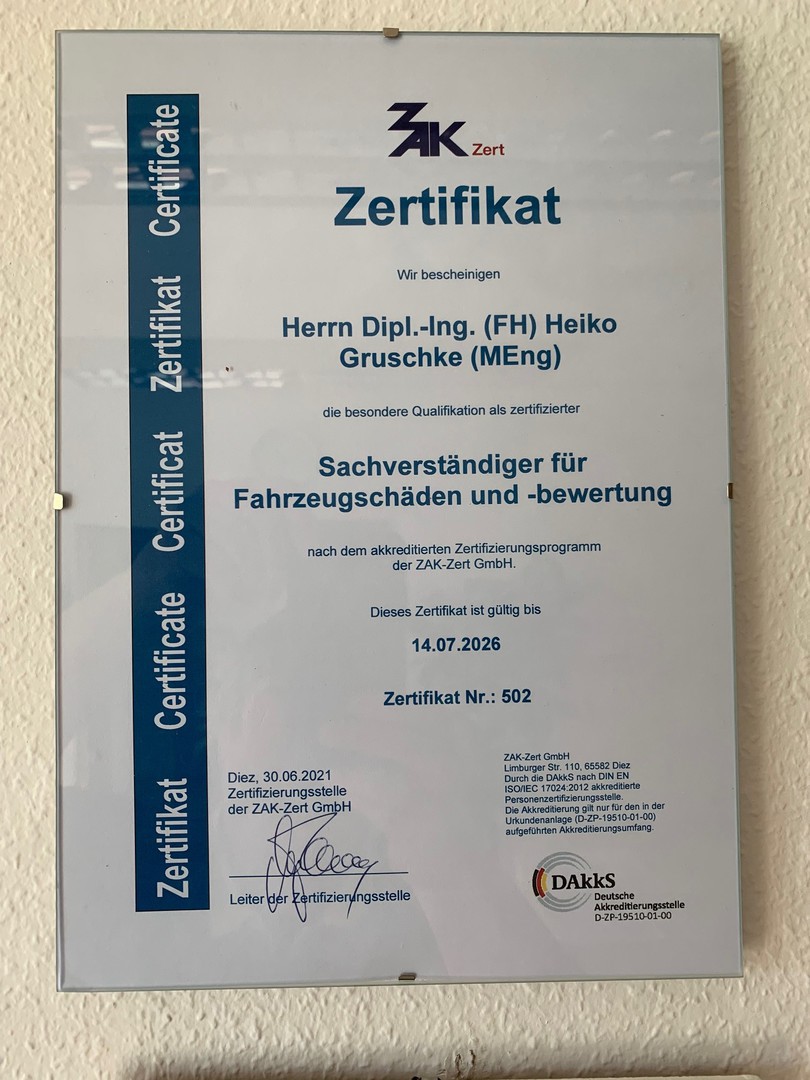 Certificate
Zertifikat
Certificat
Certificate
Zertifikat
ZAK Zert
Zertifikat
Wir bescheinigen
Herrn Dipl.-Ing. (FH) Heiko
Gruschke (MEng)
die besondere Qualifikation als zertifizierter
Sachverständiger für
Fahrzeugschäden und -bewertung
nach dem akkreditierten Zertifizierungsprogramm
der ZAK-Zert GmbH.
Dieses Zertifikat ist gültig bis
14.07.2026
Zertifikat Nr.: 502
Diez, 30.06.2021
Zertifizierungsstelle
der ZAK-Zert GmbH
Leiter der Zertifizierungsstelle
ZAK-Zert GmbH
Limburger Str. 110, 65582 Diez
Durch die DAkkS nach DIN EN
ISO/IEC 17024:2012 akkreditierte
Personenzertifizierungsstelle.
Die Akkreditierung gilt nur für den in der
Urkundenanlage (D-ZP-19510-01-00)
aufgeführten Akkreditierungsumfang.
DAkkS
Deutsche
Akkreditierungsstelle
D-ZP-19510-01-00